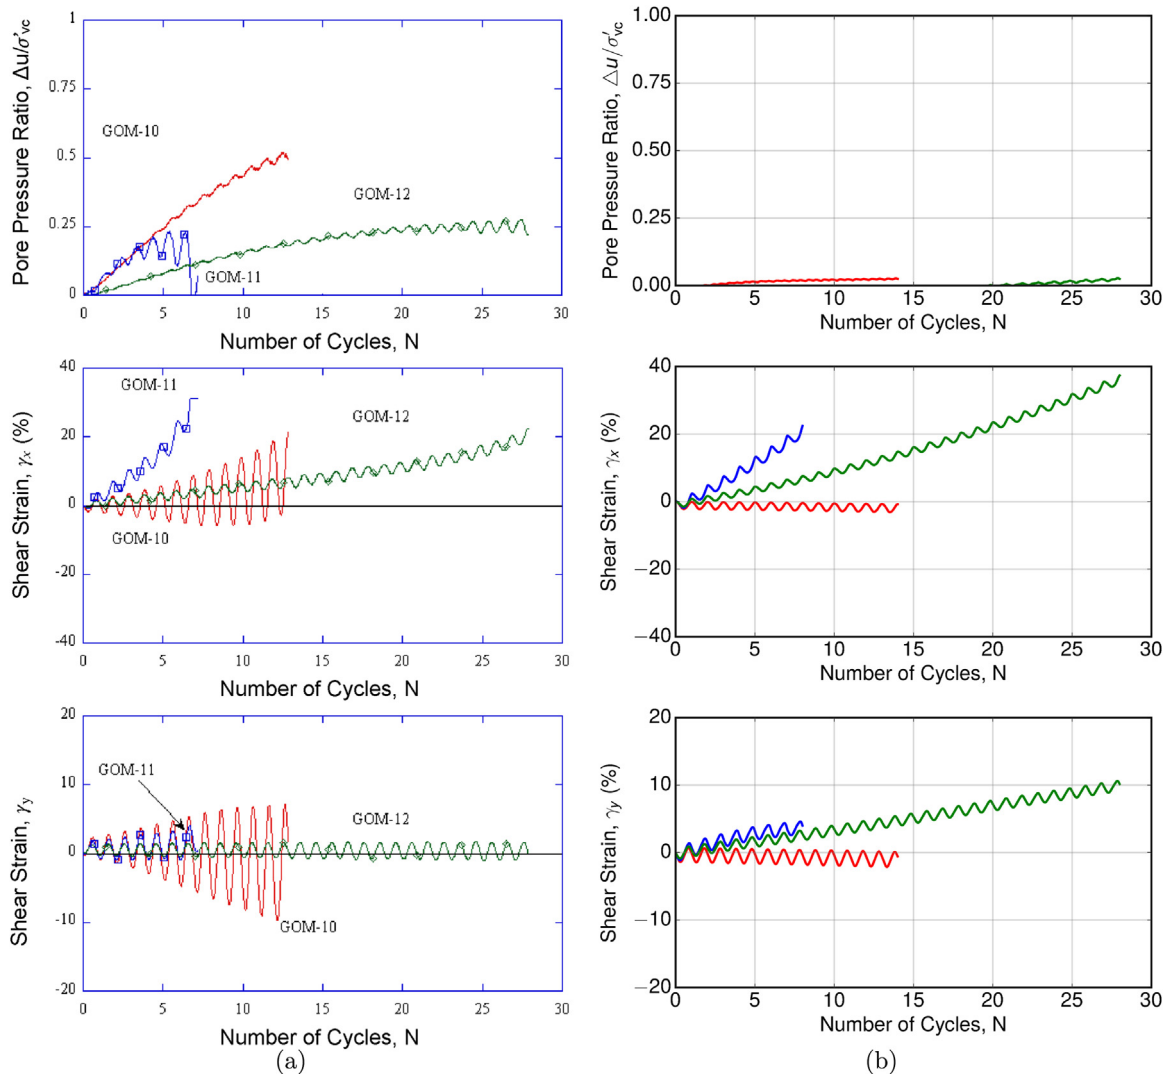 Pore Pressure Ratio, Δu/σ'vc
1
0.75
0.5
0.25
0
GOM-10
GOM-12
GOM-11
0 5 10 15 20 25 30
Number of Cycles, N
Pore Pressure Ratio, △u/σ'vc
1.00
0.75
0.50
0.25
0.00
0 5 10 15 20 25 30
Number of Cycles, N
Shear Strain, γx (%)
40
20
0
-20
-40
GOM-11
GOM-12
GOM-10
0 5 10 15 20 25 30
Number of Cycles, N
Shear Strain, γx (%)
40
20
0
−20
−40
0 5 10 15 20 25 30
Number of Cycles, N
Shear Strain, γy
20
10
0
-10
-20
GOM-11
GOM-12
GOM-10
0 5 10 15 20 25 30
Number of Cycles, N
(a)
Shear Strain, γy (%)
20
10
0
−10
−20
0 5 10 15 20 25 30
Number of Cycles, N
(b)